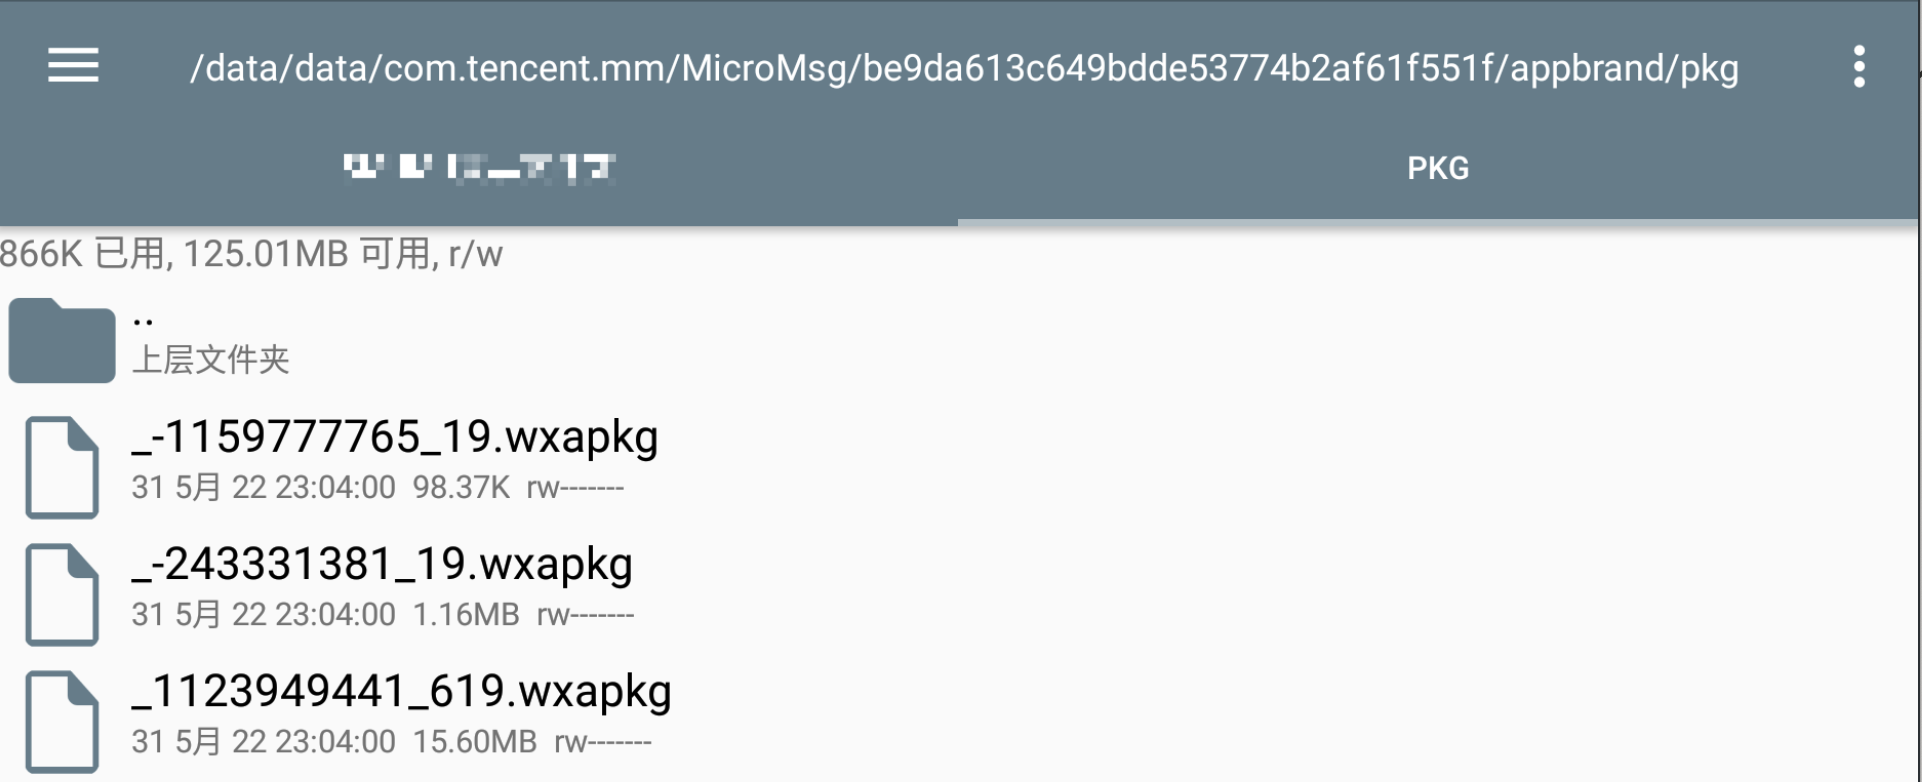 /data/data/com.tencent.mm/MicroMsg/be9da613c649bdde53774b2af61f551f/appbrand/pkg
PKG
866K 已用, 125.01MB 可用, r/w
..
上层文件夹
_-1159777765_19.wxapkg
31 5月 22 23:04:00 98.37K rw-------
_-243331381_19.wxapkg
31 5月 22 23:04:00 1.16MB rw-------
_1123949441_619.wxapkg
31 5月 22 23:04:00 15.60MB rw-------